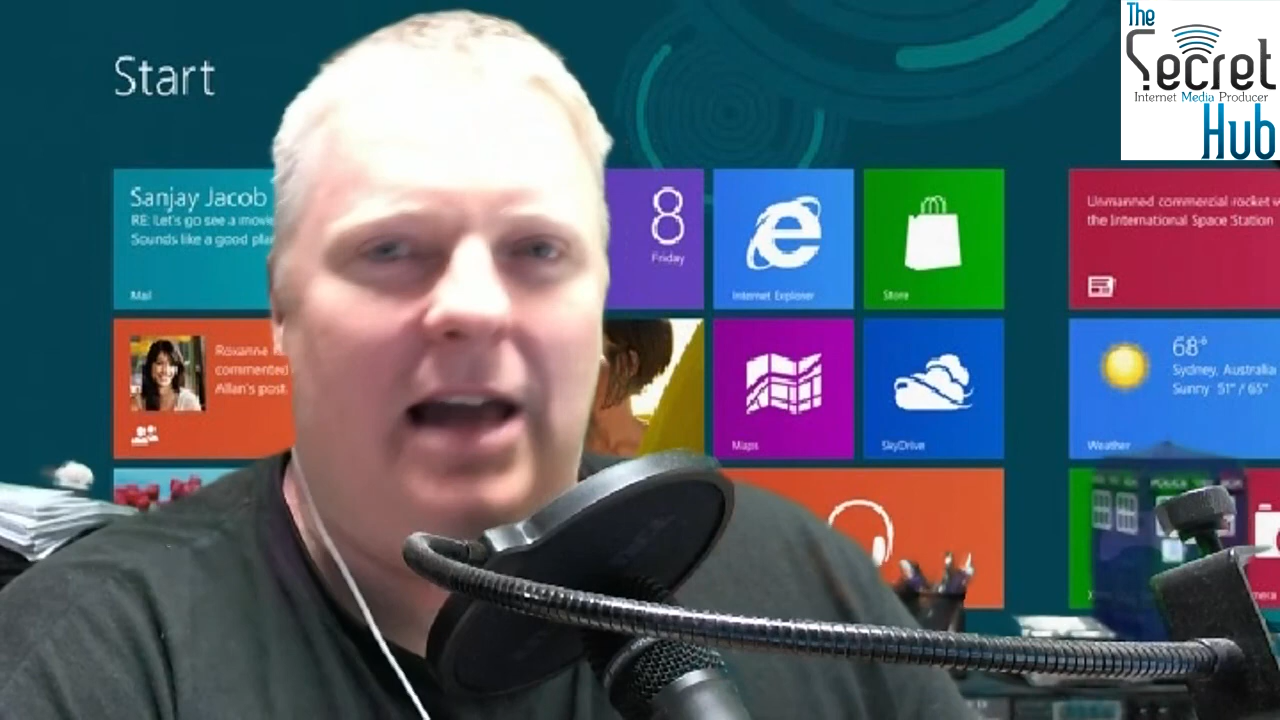 The
Secret
Internet Media Producer
Hub
Start
Sanjay Jacob
RE: Let's go see a movie
Sounds like a good plan
Mail
8
Friday
Internet Explorer
Store
Unmanned commercial rocket
the International Space Station
Roxanne
commented
Allan's post.
Maps
SkyDrive
68°
Sydney, Australia
Sunny 51° / 65°
Weather
POLICE